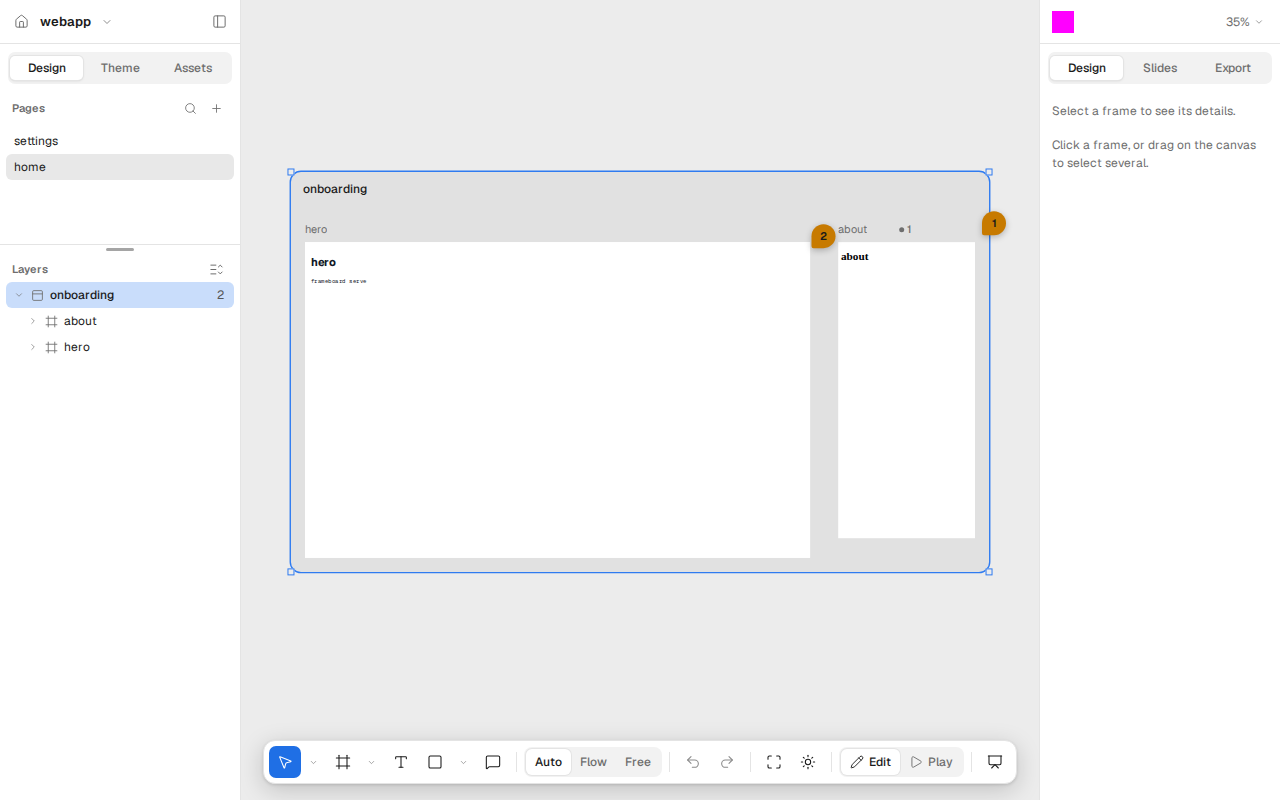 webapp
Design Theme Assets
Pages
settings
home
Layers
onboarding 2
about
hero
onboarding
hero
2
about 1
1
hero
frameboard serve
about
Auto Flow Free
Edit Play
35%
Design Slides Export
Select a frame to see its details.
Click a frame, or drag on the canvas
to select several.